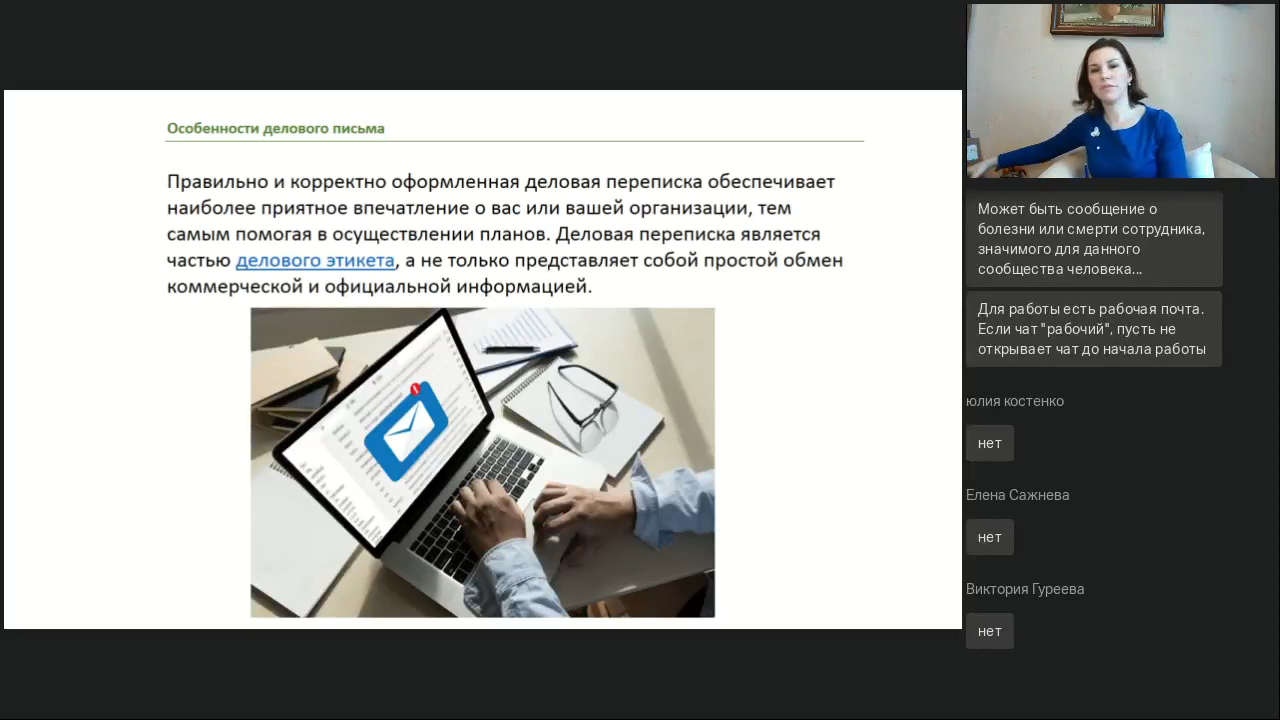 Особенности делового письма
Правильно и корректно оформленная деловая переписка обеспечивает
наиболее приятное впечатление о вас или вашей организации, тем
самым помогая в осуществлении планов. Деловая переписка является
частью делового этикета, а не только представляет собой простой обмен
коммерческой и официальной информацией.
Может быть сообщение о
болезни или смерти сотрудника,
значимого для данного
сообщества человека...
Для работы есть рабочая почта.
Если чат "рабочий", пусть не
открывает чат до начала работы
юлия костенко
нет
Елена Сажнева
нет
Виктория Гуреева
нет